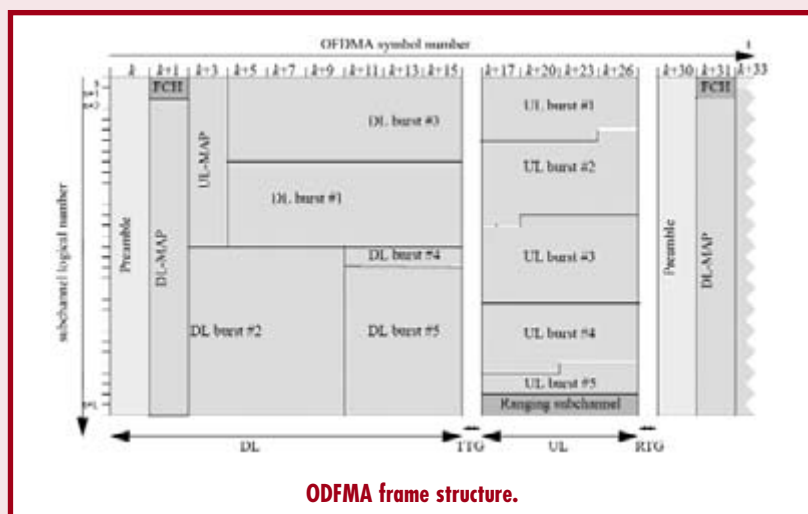 OFDMA symbol number t
k k+1 k+3 k+5 k+7 k+9 k+11 k+13 k+15 k+17 k+20 k+23 k+26 k+30 k+31 k+33
FCH
FCH
subchannel logical number
Preamble
DL-MAP
UL-MAP
DL burst #3
DL burst #1
DL burst #2
DL burst #4
DL burst #5
UL burst #1
UL burst #2
UL burst #3
UL burst #4
UL burst #5
Ranging subchannel
Preamble
DL-MAP
DL TTG UL RTG
ODFMA frame structure.